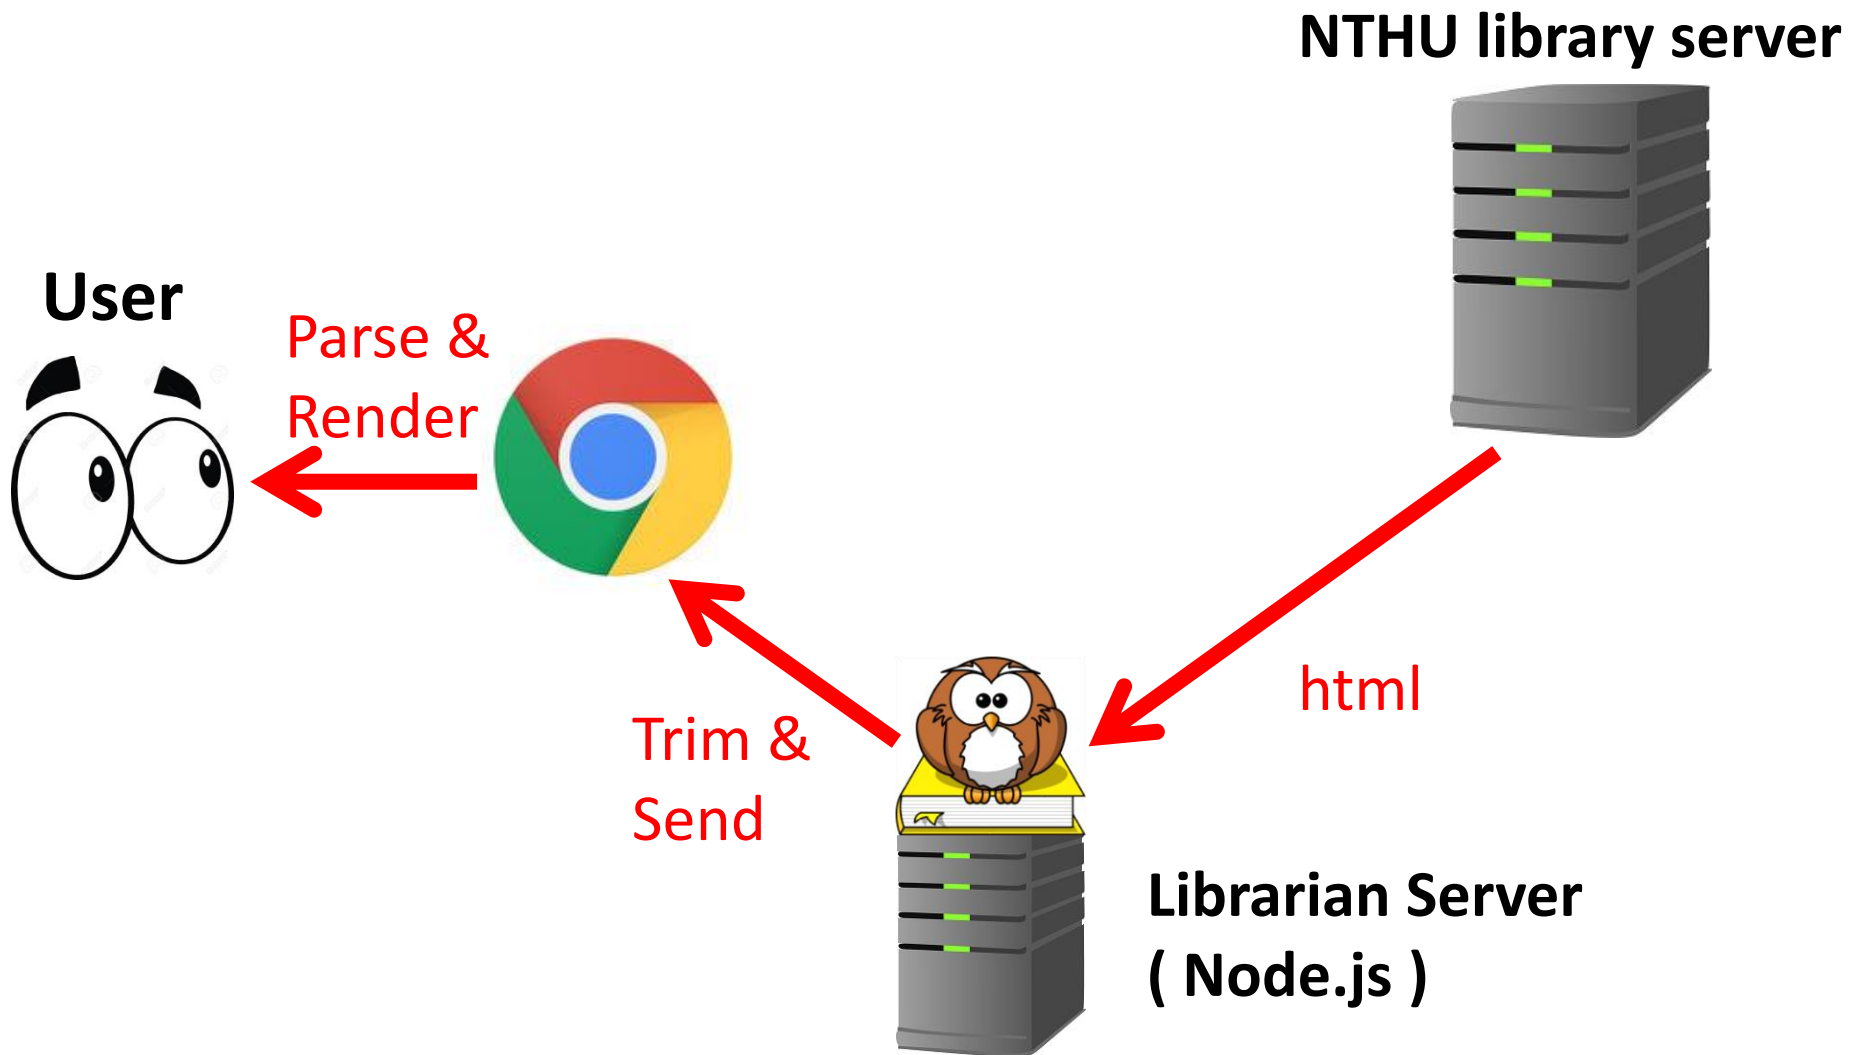 NTHU library server
User
Parse &
Render
html
Trim &
Send
Librarian Server
( Node.js )